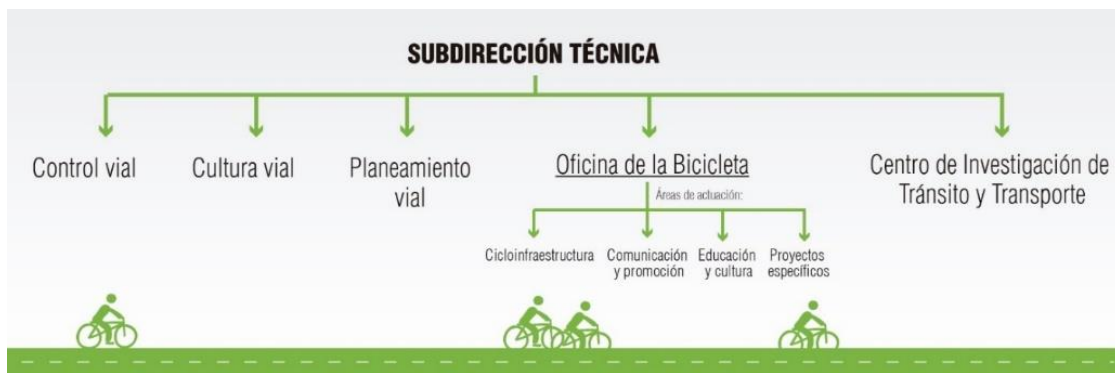 SUBDIRECCIÓN TÉCNICA
Control vial
Cultura vial
Planeamiento
vial
Oficina de la Bicicleta
Centro de Investigación de
Tránsito y Transporte
Áreas de actuación:
Cicloinfraestructura
Comunicación
y promoción
Educación
y cultura
Proyectos
específicos